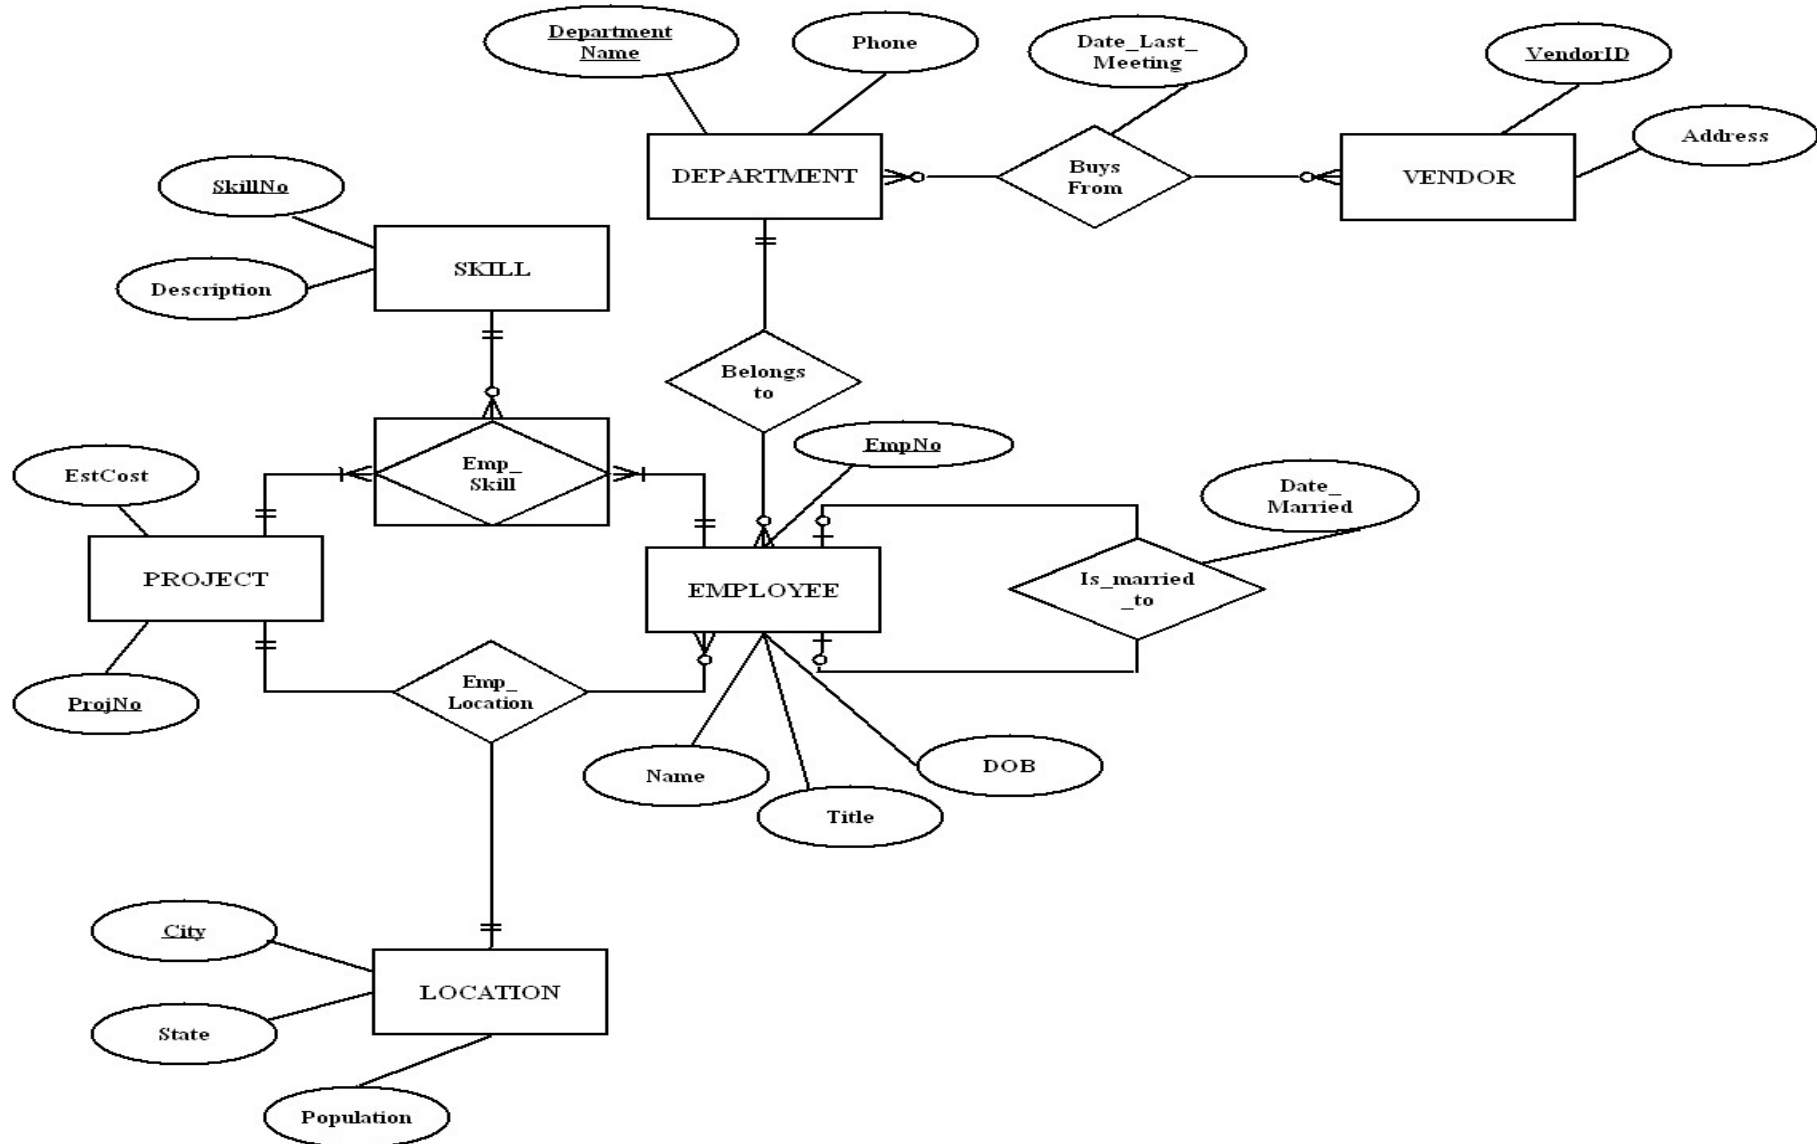 Department
Name
Phone
Date_Last_
Meeting
VendorID
Address
DEPARTMENT
Buys
From
VENDOR
SkillNo
Description
SKILL
Belongs
to
EmpNo
EstCost
Emp_
Skill
Date_
Married
PROJECT
EMPLOYEE
Is_married
_to
ProjNo
Emp_
Location
Name
Title
DOB
City
State
LOCATION
Population